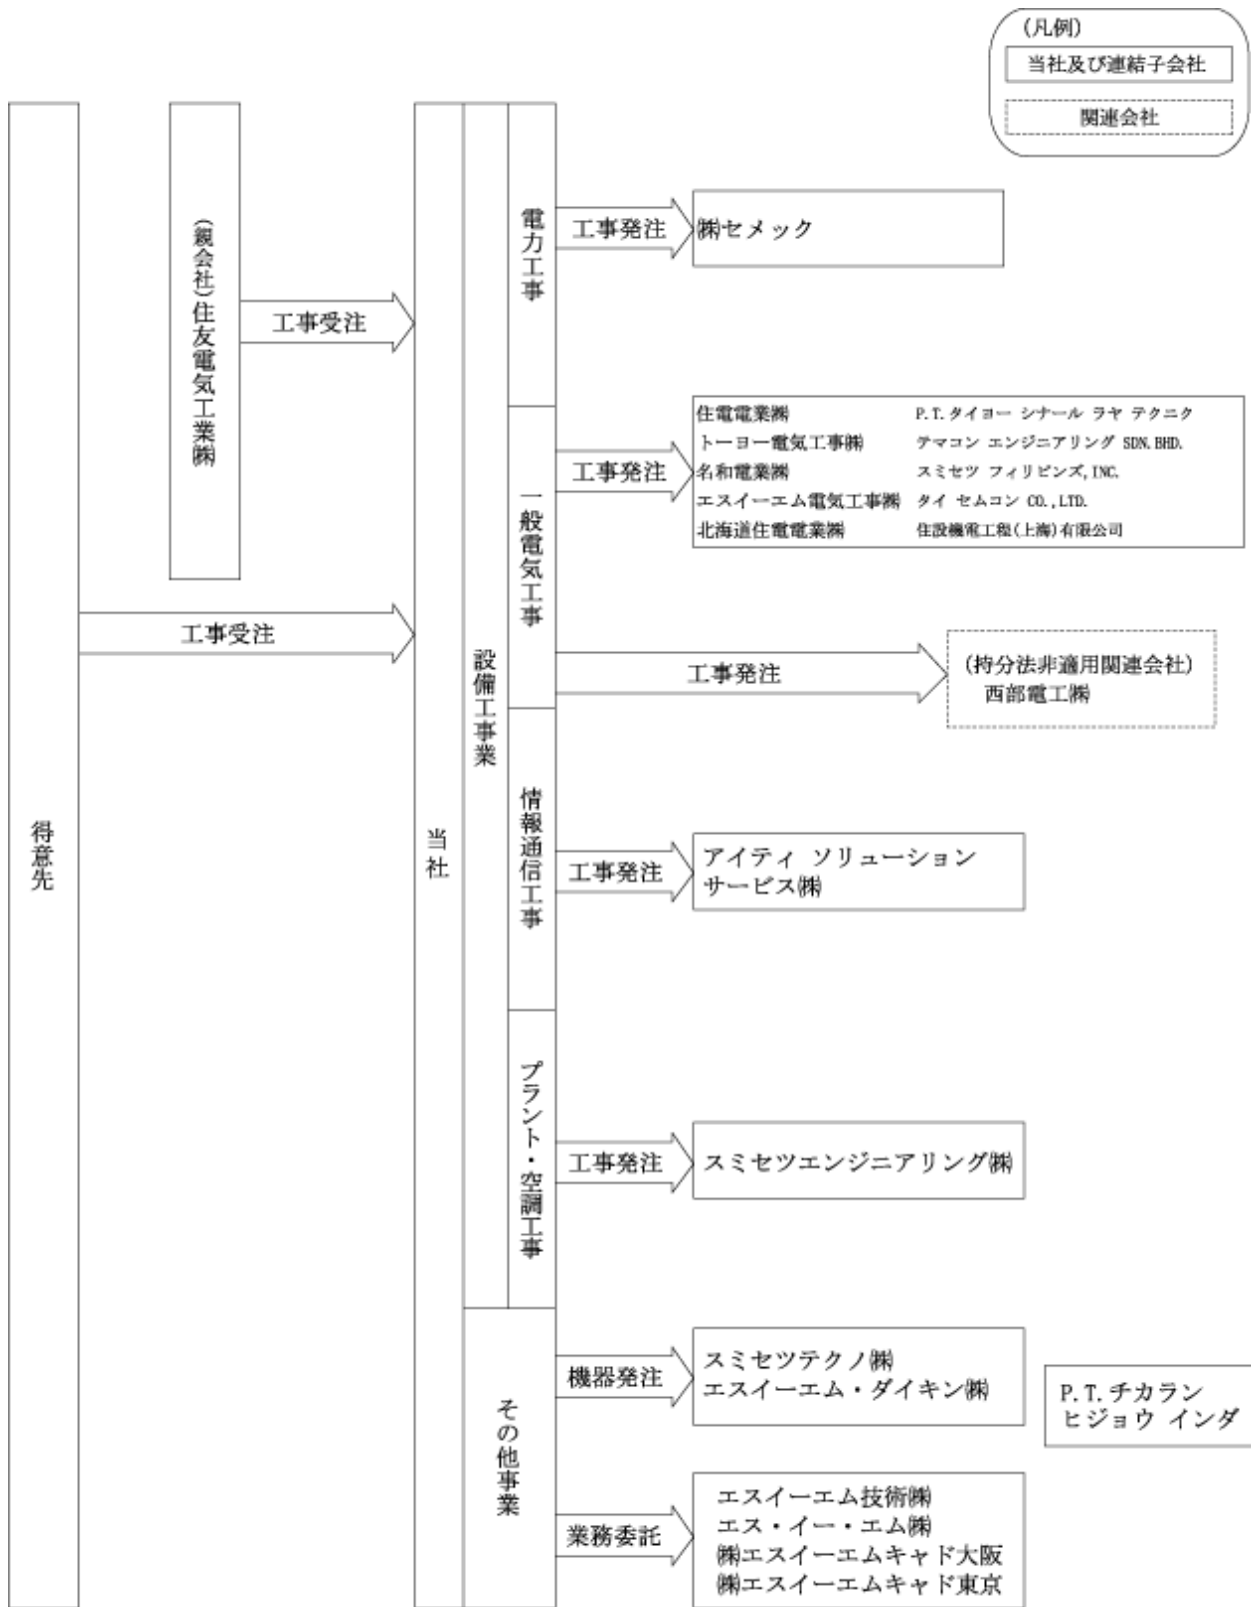 (凡例)
当社及び連結子会社
関連会社
得意先
(親会社)住友電気工業㈱
工事受注
工事受注
当社
設備工事業
電力工事
工事発注
㈱セメック
一般電気工事
工事発注
住電電業㈱ P.T.タイヨー シナール ラヤ テクニク
トーヨー電気工事㈱ テマコン エンジニアリング SDN.BHD.
名和電業㈱ スミセツ フィリピンズ,INC.
エスイーエム電気工事㈱ タイ セムコン CO.,LTD.
北海道住電電業㈱ 住設機電工程(上海)有限公司
工事発注
(持分法非適用関連会社)
西部電工㈱
情報通信工事
工事発注
アイティ ソリューション
サービス㈱
プラント・空調工事
工事発注
スミセツエンジニアリング㈱
その他事業
機器発注
スミセツテクノ㈱
エスイーエム・ダイキン㈱
P.T.チカラン
ヒジョウ インダ
業務委託
エスイーエム技術㈱
エス・イー・エム㈱
㈱エスイーエムキャド大阪
㈱エスイーエムキャド東京